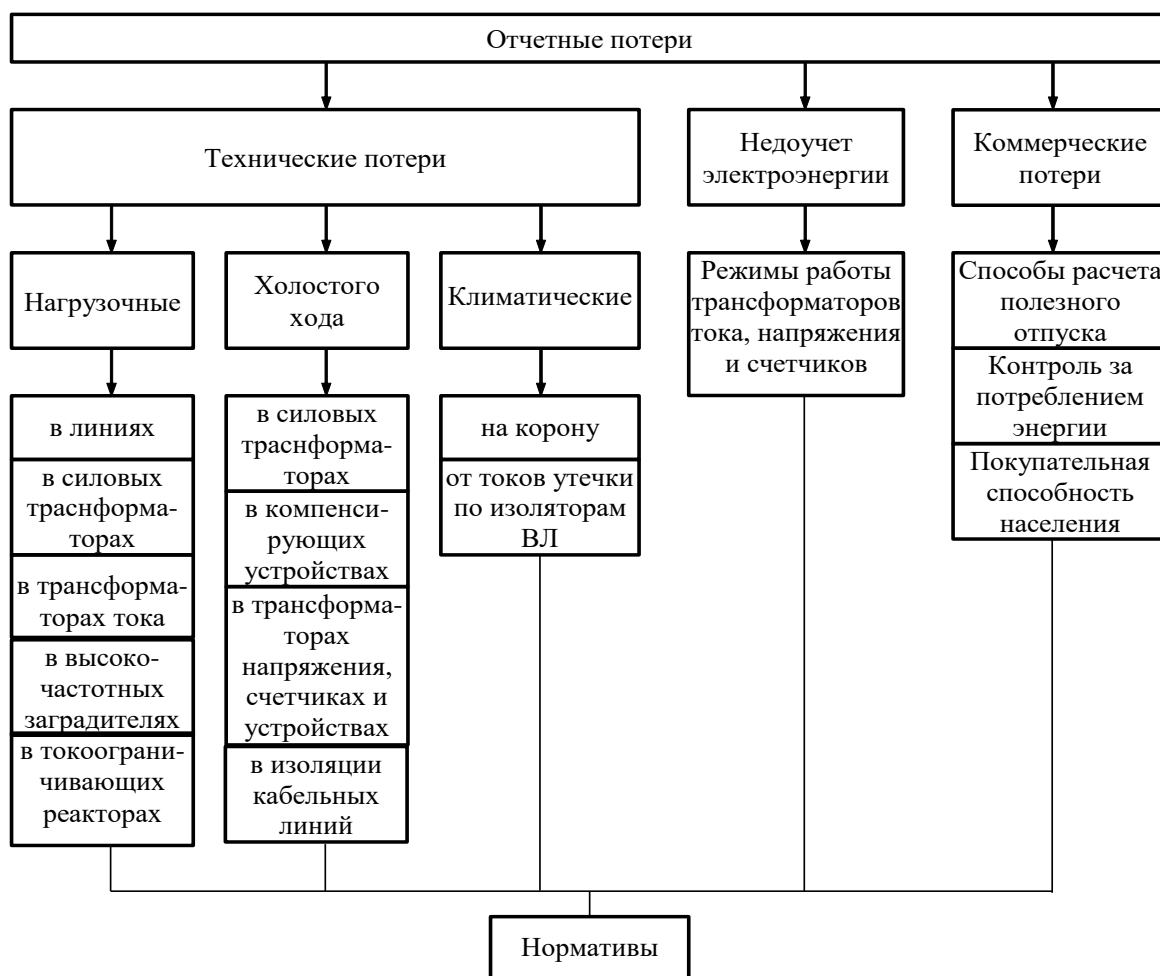 Отчетные потери
Технические потери
Недоучет
электроэнергии
Коммерческие
потери
Нагрузочные
Холостого
хода
Климатические
Режимы работы
трансформаторов
тока, напряжения
и счетчиков
Способы расчета
полезного
отпуска
Контроль за
потреблением
энергии
Покупательная
способность
населения
в линиях
в силовых
траснформа-
торах
в трансформа-
торах тока
в высоко-
частотных
заградителях
в токоограни-
чивающих
реакторах
в силовых
траснформа-
торах
в компенси-
рующих
устройствах
в трансформа-
торах
напряжения,
счетчиках и
устройствах
в изоляции
кабельных
линий
на корону
от токов утечки
по изоляторам
ВЛ
Нормативы